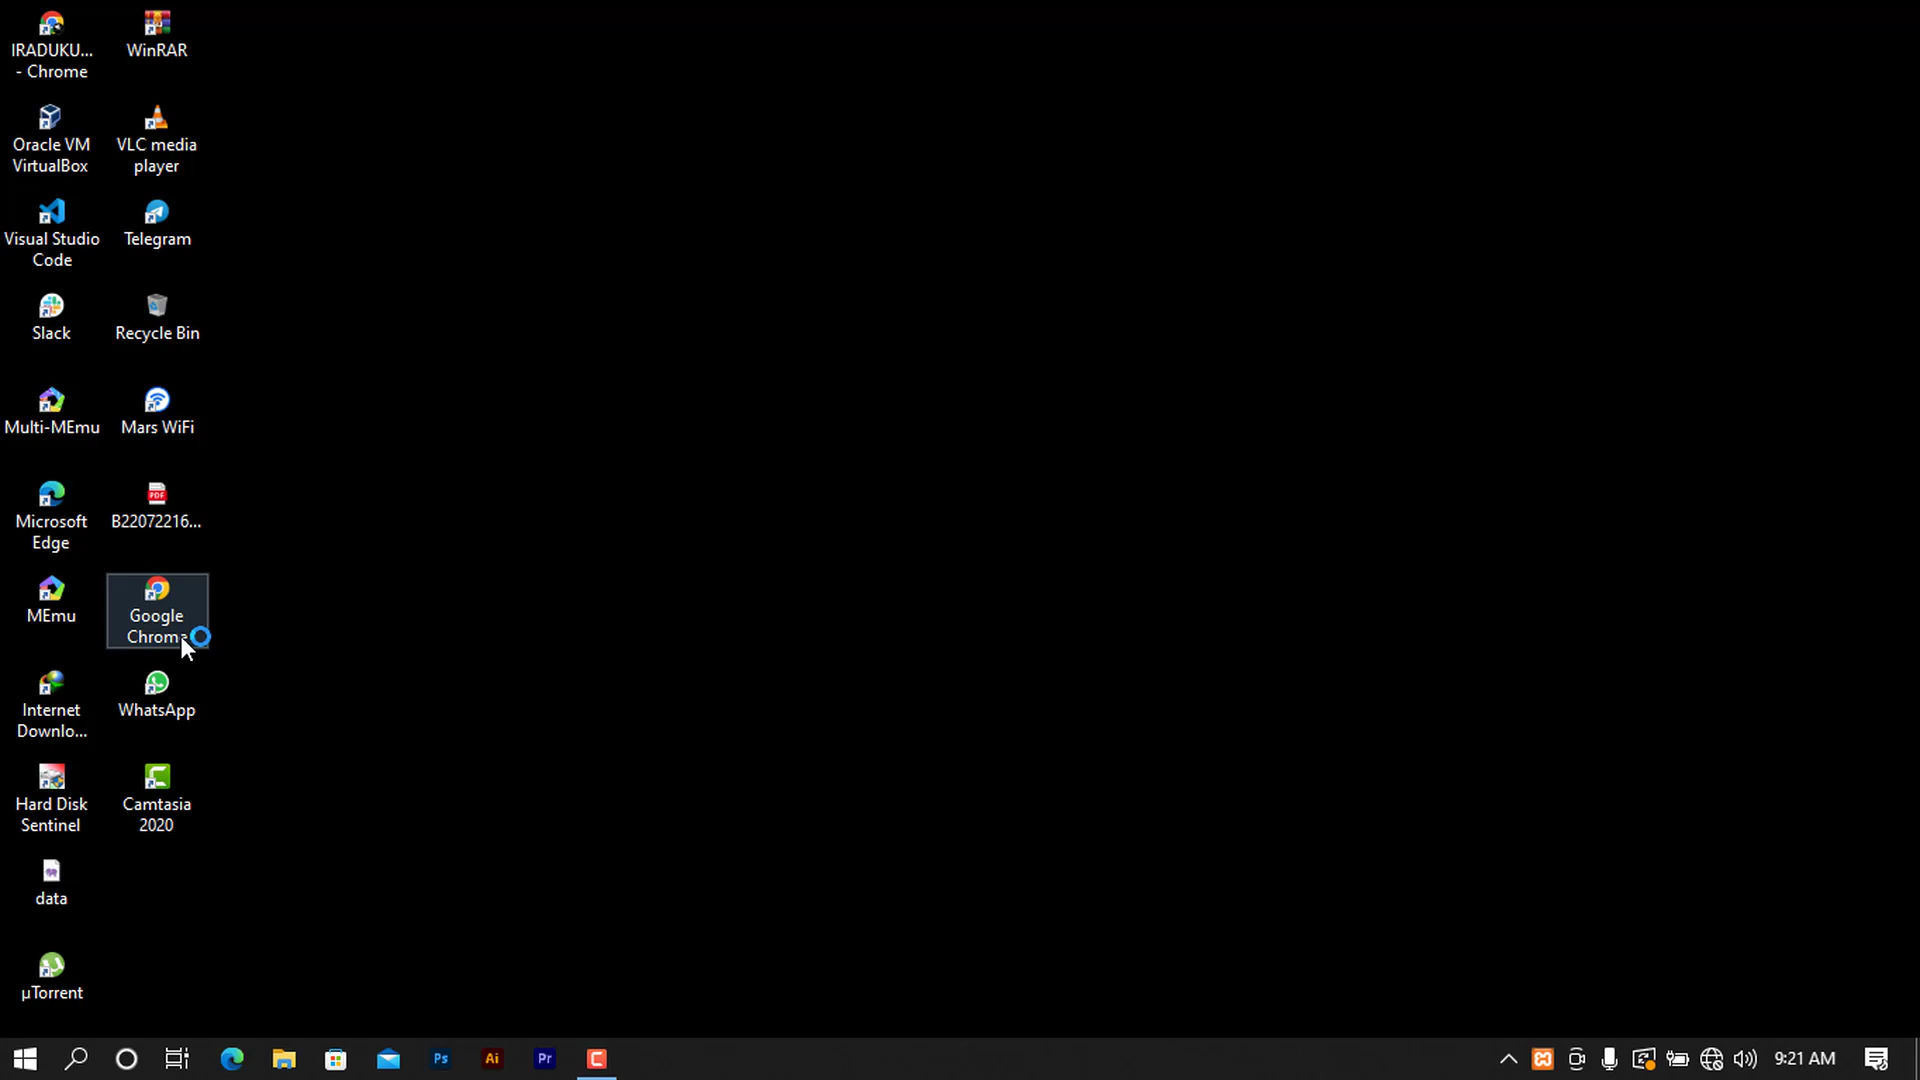 IRADUKU...
- Chrome
WinRAR
Oracle VM
VirtualBox
VLC media
player
Visual Studio
Code
Telegram
Slack
Recycle Bin
Multi-MEmu
Mars WiFi
Microsoft
Edge
PDF
B22072216...
MEmu
Google
Chrome
Internet
Downlo...
WhatsApp
Hard Disk
Sentinel
Camtasia
2020
data
µTorrent
Ps
Ai
Pr
C
9:21 AM